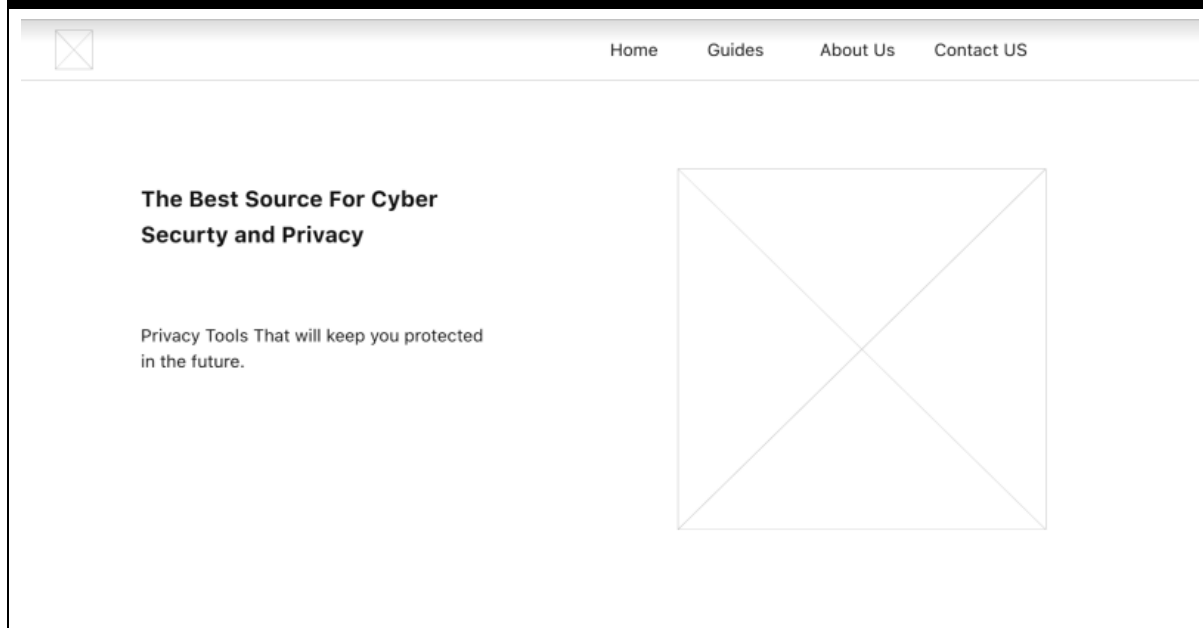 Home Guides About Us Contact US
The Best Source For Cyber
Securty and Privacy
Privacy Tools That will keep you protected
in the future.